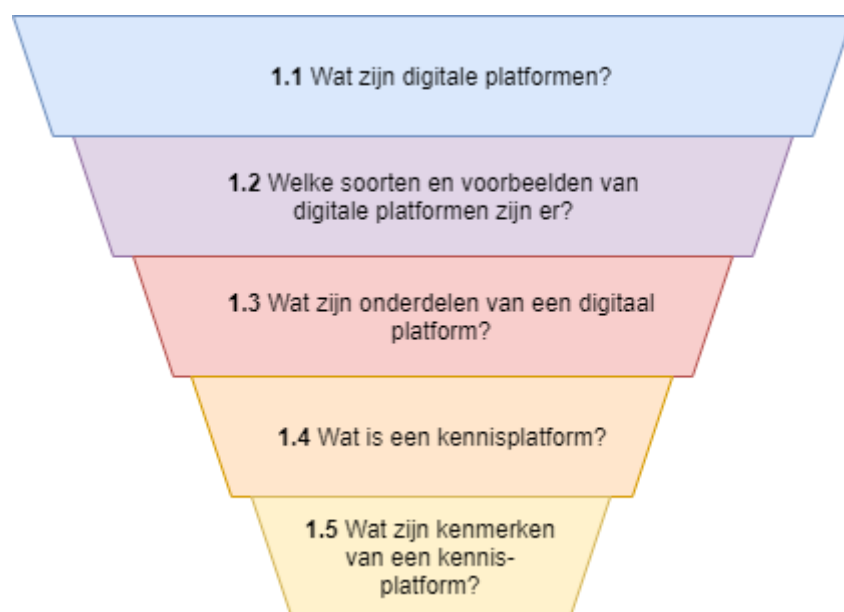 1.1 Wat zijn digitale platformen?
1.2 Welke soorten en voorbeelden van
digitale platformen zijn er?
1.3 Wat zijn onderdelen van een digitaal
platform?
1.4 Wat is een kennisplatform?
1.5 Wat zijn kenmerken
van een kennis-
platform?